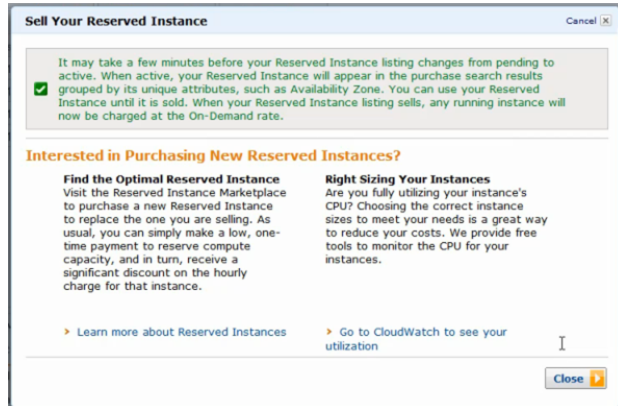 Sell Your Reserved Instance
Cancel
It may take a few minutes before your Reserved Instance listing changes from pending to
active. When active, your Reserved Instance will appear in the purchase search results
grouped by its unique attributes, such as Availability Zone. You can use your Reserved
Instance until it is sold. When your Reserved Instance listing sells, any running instance will
now be charged at the On-Demand rate.
Interested in Purchasing New Reserved Instances?
Find the Optimal Reserved Instance
Visit the Reserved Instance Marketplace
to purchase a new Reserved Instance
to replace the one you are selling. As
usual, you can simply make a low, one-
time payment to reserve compute
capacity, and in turn, receive a
significant discount on the hourly
charge for that instance.
Learn more about Reserved Instances
Right Sizing Your Instances
Are you fully utilizing your instance's
CPU? Choosing the correct instance
sizes to meet your needs is a great way
to reduce your costs. We provide free
tools to monitor the CPU for your
instances.
Go to CloudWatch to see your
utilization
Close